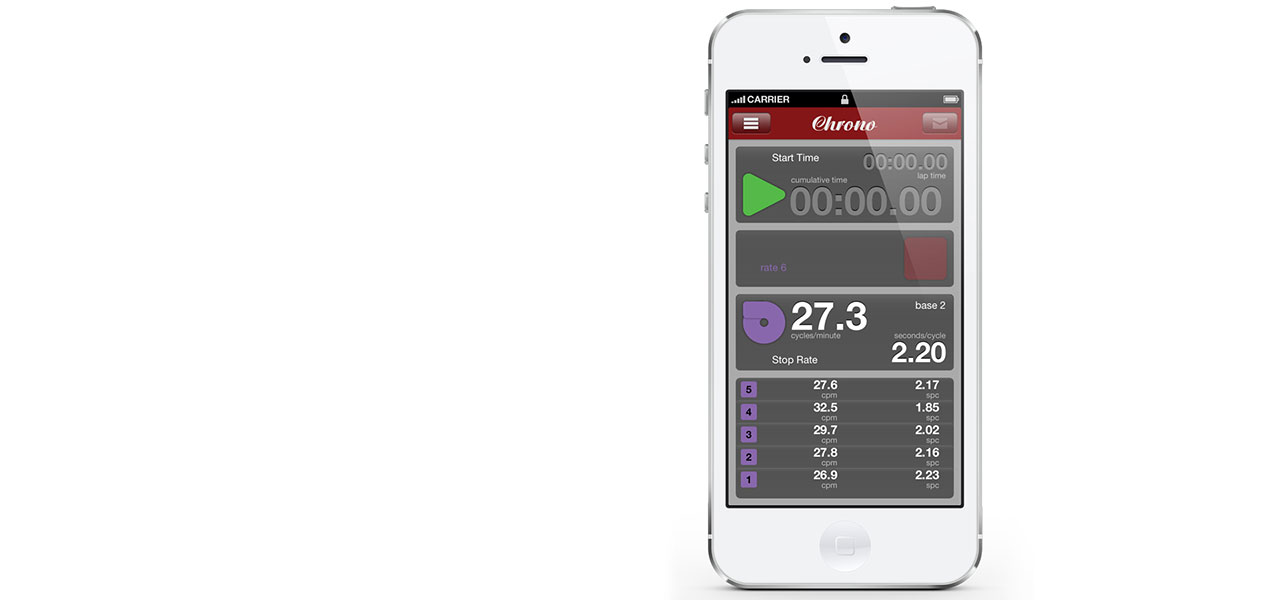 CARRIER
Chrono
Start Time 00:00.00
cumulative time lap time
00:00.00
rate 6
27.3 base 2
cycles/minute seconds/cycle
Stop Rate 2.20
5 27.6 2.17
cpm spc
4 32.5 1.85
cpm spc
3 29.7 2.02
cpm spc
2 27.8 2.16
cpm spc
1 26.9 2.23
cpm spc